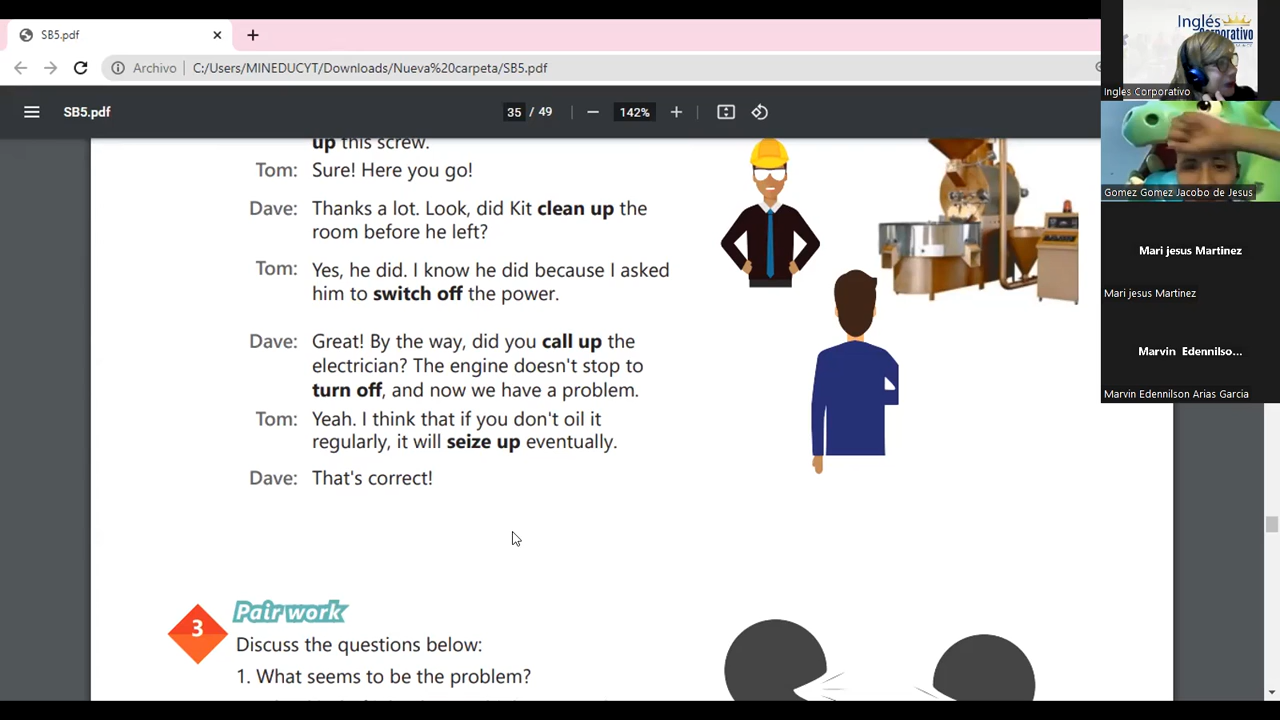 SB5.pdf
Archivo
C:/Users/MINEDUCYT/Downloads/Nueva%20carpeta/SB5.pdf
SB5.pdf
35 / 49
142%
up this screw.
Tom: Sure! Here you go!
Dave: Thanks a lot. Look, did Kit clean up the
room before he left?
Tom: Yes, he did. I know he did because I asked
him to switch off the power.
Dave: Great! By the way, did you call up the
electrician? The engine doesn't stop to
turn off, and now we have a problem.
Tom: Yeah. I think that if you don't oil it
regularly, it will seize up eventually.
Dave: That's correct!
3
Pair work
Discuss the questions below:
1. What seems to be the problem?
Inglés
Corporativo
Ingles Corporativo
Gomez Gomez Jacobo de Jesus
Mari jesus Martinez
Mari jesus Martinez
Marvin Edennilso...
Marvin Edennilson Arias Garcia